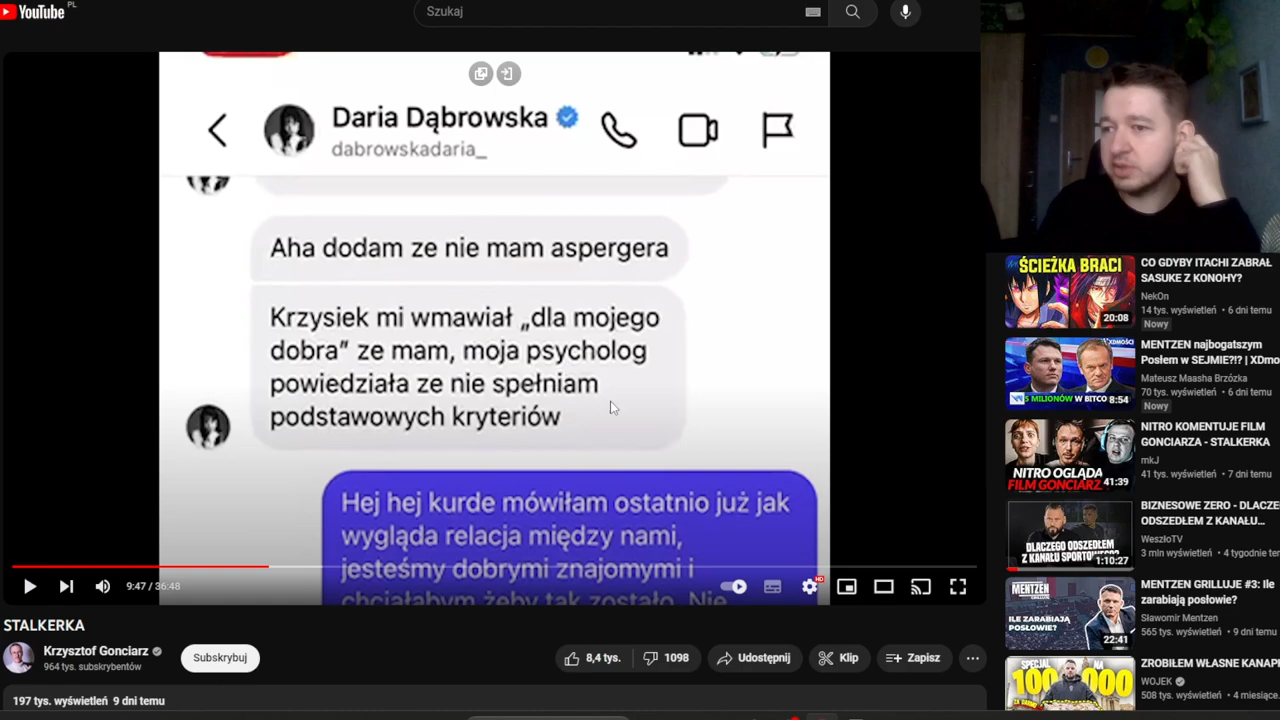 YouTube PL
Szukaj
Daria Dąbrowska
dabrowskadaria_
Aha dodam ze nie mam aspergera
Krzysiek mi wmawiał „dla mojego
dobra” ze mam, moja psycholog
powiedziała ze nie spełniam
podstawowych kryteriów
Hej hej kurde mówiłam ostatnio już jak
wygląda relacja między nami,
jesteśmy dobrymi znajomymi i
chciałabym żeby tak zostało. Nie
9:47 / 36:48
HD
STALKERKA
Krzysztof Gonciarz
964 tys. subskrybentów
Subskrybuj
8,4 tys.
1098
Udostępnij
Klip
Zapisz
197 tys. wyświetleń 9 dni temu
ŚCIEŻKA BRACI
20:08
CO GDYBY ITACHI ZABRAŁ
SASUKE Z KONOHY?
NekOn
14 tys. wyświetleń • 6 dni temu
Nowy
XDMOŚCI
5 MILIONÓW W BITCO
8:54
MENTZEN najbogatszym
Posłem w SEJMIE?!? | XDmo
Mateusz Maasha Brzózka
70 tys. wyświetleń • 6 dni temu
Nowy
NITRO OGLĄDA
FILM GONCIARZ
41:39
NITRO KOMENTUJE FILM
GONCIARZA - STALKERKA
mkJ
41 tys. wyświetleń • 7 dni temu
DLACZEGO ODSZEDŁEM
Z KANAŁU
1:10:27
BIZNESOWE ZERO - DLACZE
ODSZEDŁEM Z KANAŁU...
WeszłoTV
3 mln wyświetleń • 4 tygodnie ter
MENTZEN
GRILLUJE
ILE ZARABIAJĄ
POSŁOWIE?
22:41
MENTZEN GRILLUJE #3: Ile
zarabiają posłowie?
Sławomir Mentzen
565 tys. wyświetleń • 9 dni temu
SPECJAL NA
100 000
ZROBIŁEM WŁASNE KANAP
WOJEK
508 tys. wyświetleń • 4 miesiące